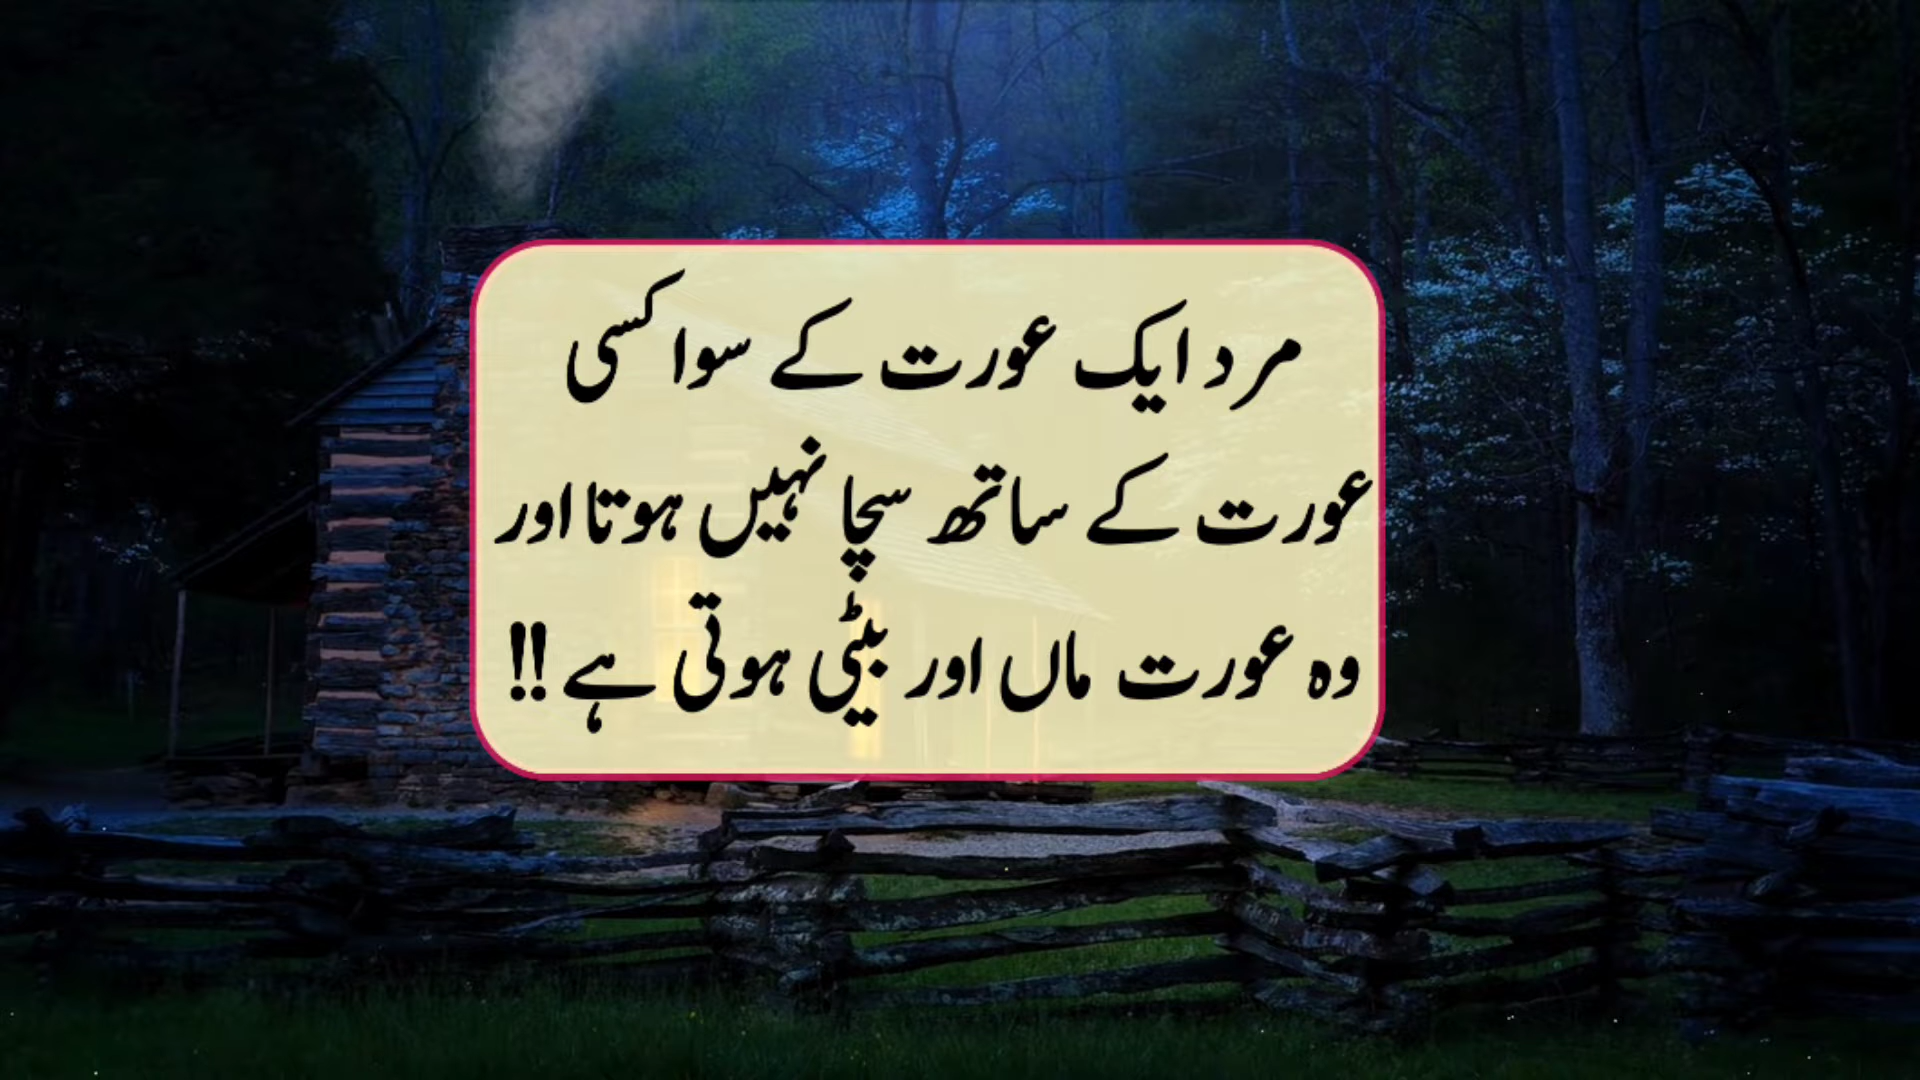 مرد ایک عورت کے سوا کسی
عورت کے ساتھ سچا نہیں ہوتا اور
وہ عورت ماں اور بیٹی ہوتی ہے !!